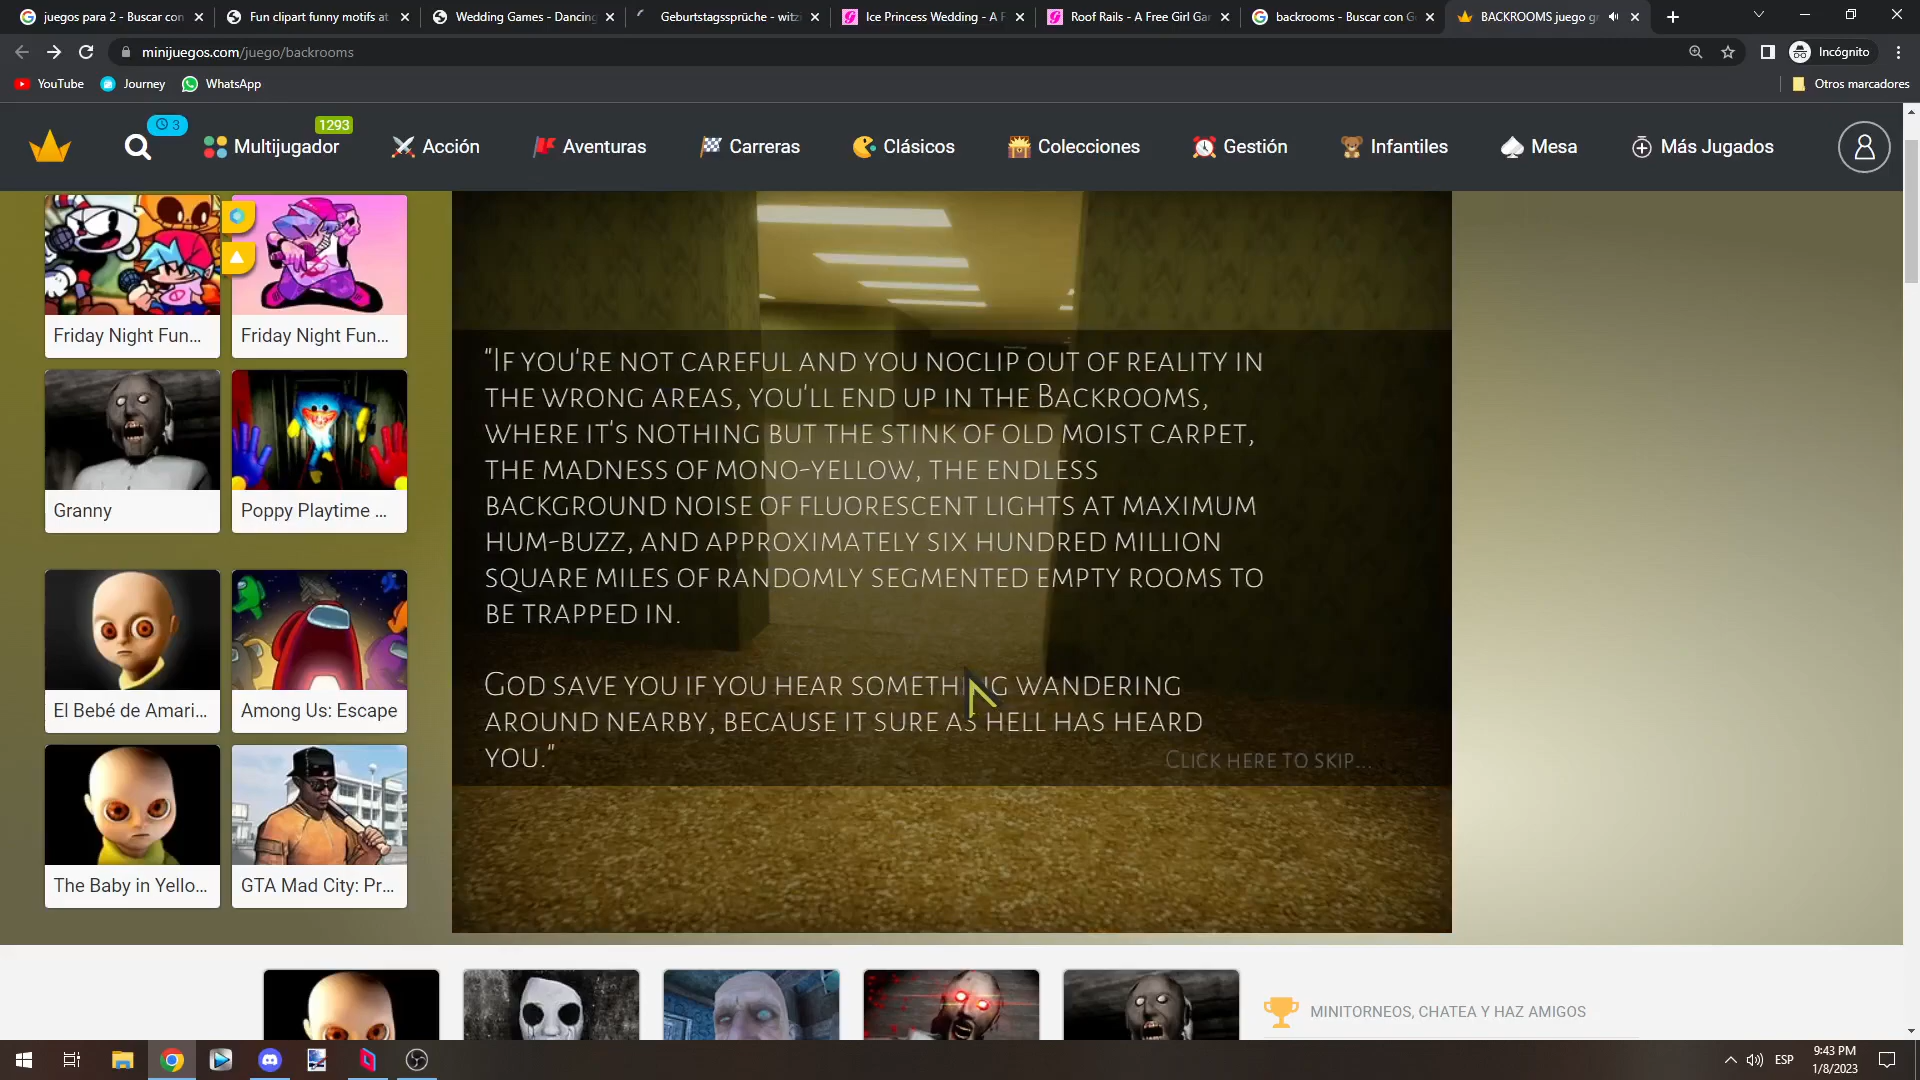 juegos para 2 - Buscar con
Fun clipart funny motifs at
Wedding Games - Dancing
Geburtstagssprüche - witzi
Ice Princess Wedding - A F
Roof Rails - A Free Girl Ga
backrooms - Buscar con G
BACKROOMS juego gr
minijuegos.com/juego/backrooms
Incógnito
YouTube
Journey
WhatsApp
Otros marcadores
3
Multijugador
1293
Acción
Aventuras
Carreras
Clásicos
Colecciones
Gestión
Infantiles
Mesa
Más Jugados
Friday Night Fun...
Friday Night Fun...
Granny
Poppy Playtime ...
El Bebé de Amari...
Among Us: Escape
The Baby in Yello...
GTA Mad City: Pr...
"If you're not careful and you noclip out of reality in
the wrong areas, you'll end up in the Backrooms,
where it's nothing but the stink of old moist carpet,
the madness of mono-yellow, the endless
background noise of fluorescent lights at maximum
hum-buzz, and approximately six hundred million
square miles of randomly segmented empty rooms to
be trapped in.
God save you if you hear something wandering
around nearby, because it sure as hell has heard
you."
Click here to skip...
MINITORNEOS, CHATEA Y HAZ AMIGOS
ESP
9:43 PM
1/8/2023